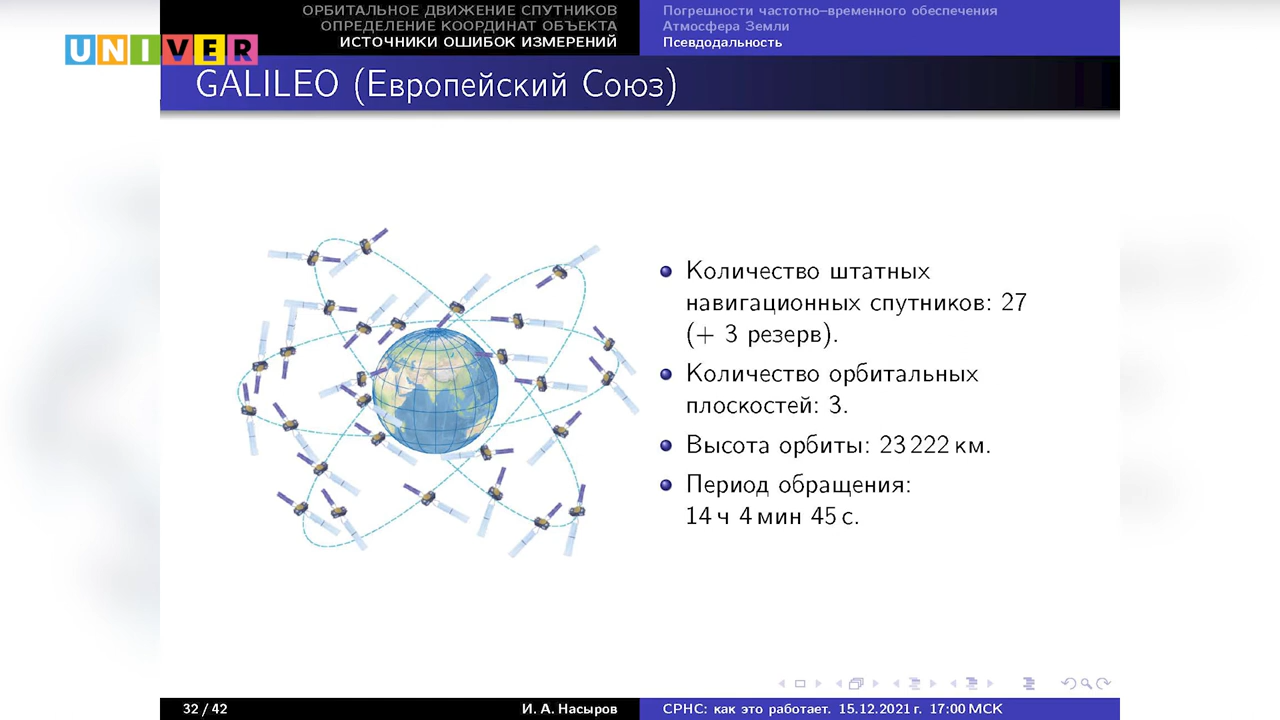 ОРБИТАЛЬНОЕ ДВИЖЕНИЕ СПУТНИКОВ
ОПРЕДЕЛЕНИЕ КООРДИНАТ ОБЪЕКТА
ИСТОЧНИКИ ОШИБОК ИЗМЕРЕНИЙ
Погрешности частотно–временного обеспечения
Атмосфера Земли
Псевдодальность
UNIVER
GALILEO (Европейский Союз)
Количество штатных
навигационных спутников: 27
(+ 3 резерв).
Количество орбитальных
плоскостей: 3.
Высота орбиты: 23 222 км.
Период обращения:
14 ч 4 мин 45 с.
32 / 42
И. А. Насыров
СРНС: как это работает. 15.12.2021 г. 17:00 МСК